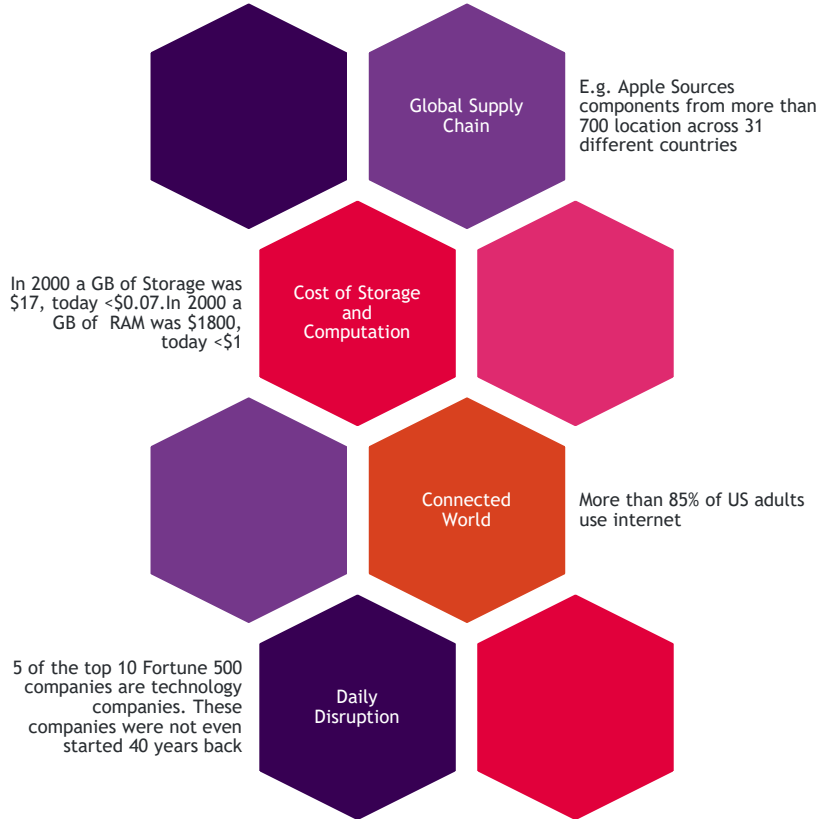 Global Supply
Chain
E.g. Apple Sources
components from more than
700 location across 31
different countries
In 2000 a GB of Storage was
$17, today <$0.07.In 2000 a
GB of  RAM was $1800,
today <$1
Cost of Storage
and
Computation
Connected
World
More than 85% of US adults
use internet
5 of the top 10 Fortune 500
companies are technology
companies. These
companies were not even
started 40 years back
Daily
Disruption